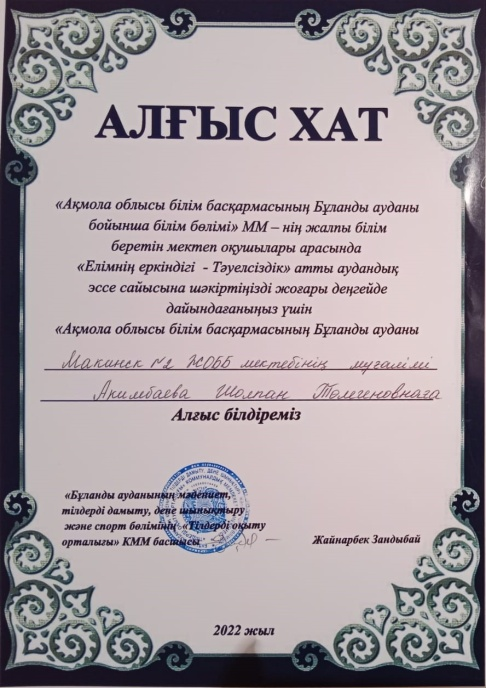 АЛҒЫС ХАТ
«Ақмола облысы білім басқармасының Бұланды ауданы
бойынша білім бөлімі» ММ – нің жалпы білім
беретін мектеп оқушылары арасында
«Елімнің еркіндігі - Тәуелсіздік» атты аудандық
эссе сайысына шәкіртіңізді жоғары деңгейде
дайындағаныңыз үшін
«Ақмола облысы білім басқармасының Бұланды ауданы
Макинск №2 ЖОББ мектебінің мұғалімі
Акимбаева Шолпан Төлегеновнаға
Алғыс білдіреміз
«Бұланды ауданының мәдениет,
тілдерді дамыту, дене шынықтыру
және спорт бөлімінің «Тілдерді оқыту
орталығы» КММ бастысы
Жайнарбек Зандыбай
2022 жыл